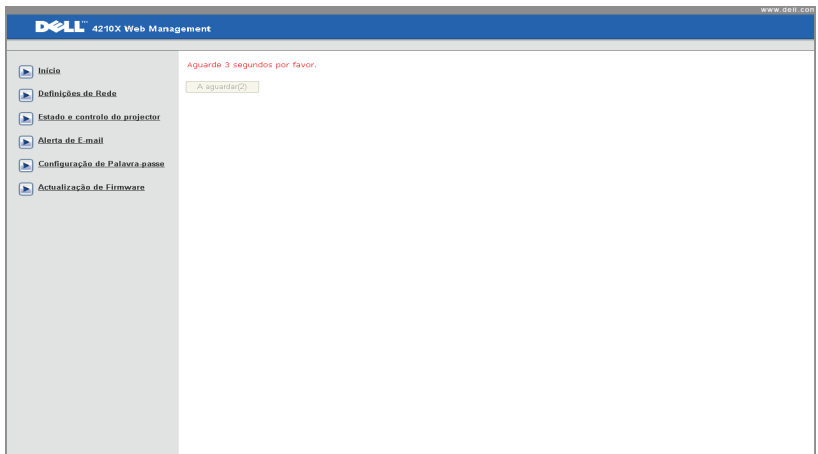 www.dell.com
DELL™ 4210X Web Management
Início
Definições de Rede
Estado e controlo do projector
Alerta de E-mail
Configuração de Palavra-passe
Actualização de Firmware
Aguarde 3 segundos por favor.
A aguardar(2)